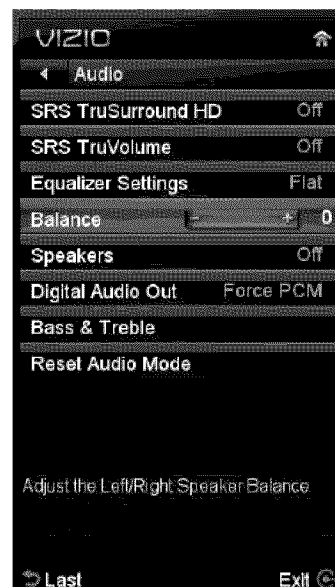 VIZIO
Audio
SRS TruSurround HD Off
SRS TruVolume Off
Equalizer Settings Flat
Balance - + 0
Speakers Off
Digital Audio Out Force PCM
Bass & Treble
Reset Audio Mode
Adjust the Left/Right Speaker Balance
Last Exit